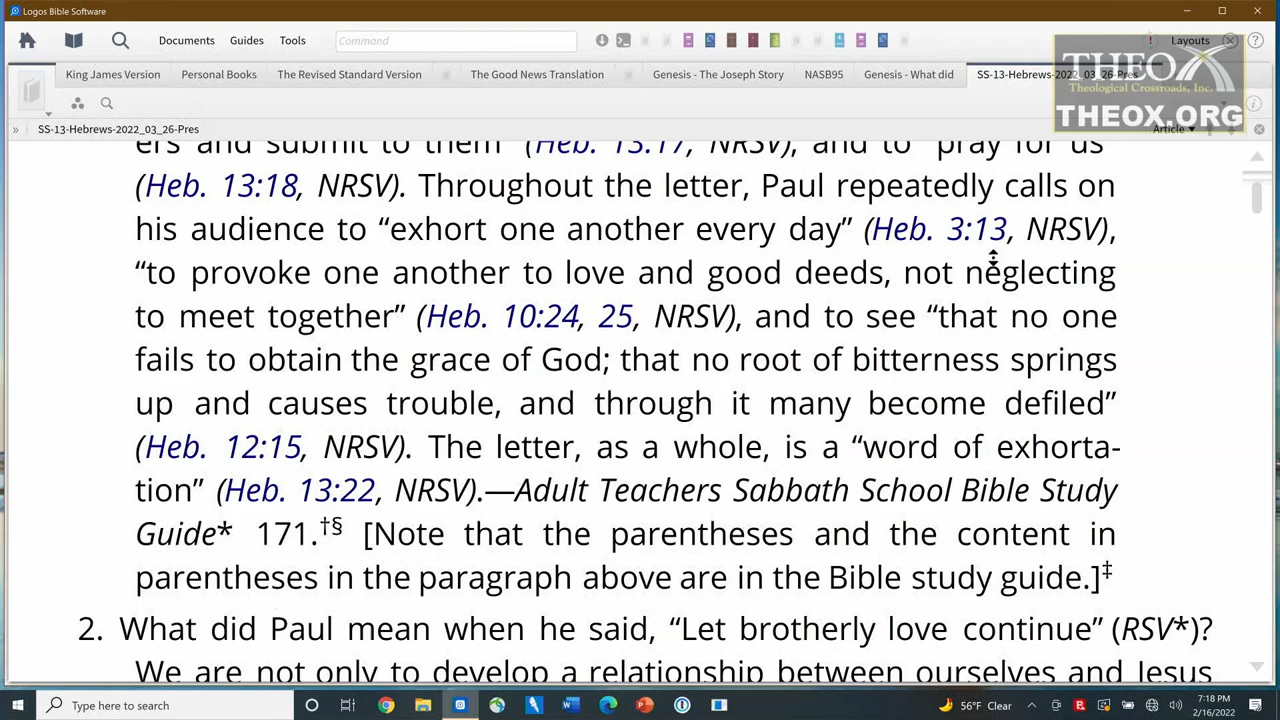 Logos Bible Software
Documents Guides Tools Command Layouts
King James Version Personal Books The Revised Standard Version The Good News Translation Genesis - The Joseph Story NASB95 Genesis - What did SS-13-Hebrews-2022_03_26-Pres
THEOX
Theological Crossroads, Inc.
THEOX.ORG
SS-13-Hebrews-2022_03_26-Pres Article
ers and submit to them” (Heb. 13:17, NRSV), and to “pray for us”
(Heb. 13:18, NRSV). Throughout the letter, Paul repeatedly calls on
his audience to “exhort one another every day” (Heb. 3:13, NRSV),
“to provoke one another to love and good deeds, not neglecting
to meet together” (Heb. 10:24, 25, NRSV), and to see “that no one
fails to obtain the grace of God; that no root of bitterness springs
up and causes trouble, and through it many become defiled”
(Heb. 12:15, NRSV). The letter, as a whole, is a “word of exhorta-
tion” (Heb. 13:22, NRSV).—Adult Teachers Sabbath School Bible Study
Guide* 171.†§ [Note that the parentheses and the content in
parentheses in the paragraph above are in the Bible study guide.]‡
2. What did Paul mean when he said, “Let brotherly love continue” (RSV*)?
We are not only to develop a relationship between ourselves and Jesus
Type here to search 56°F Clear 7:18 PM
2/16/2022